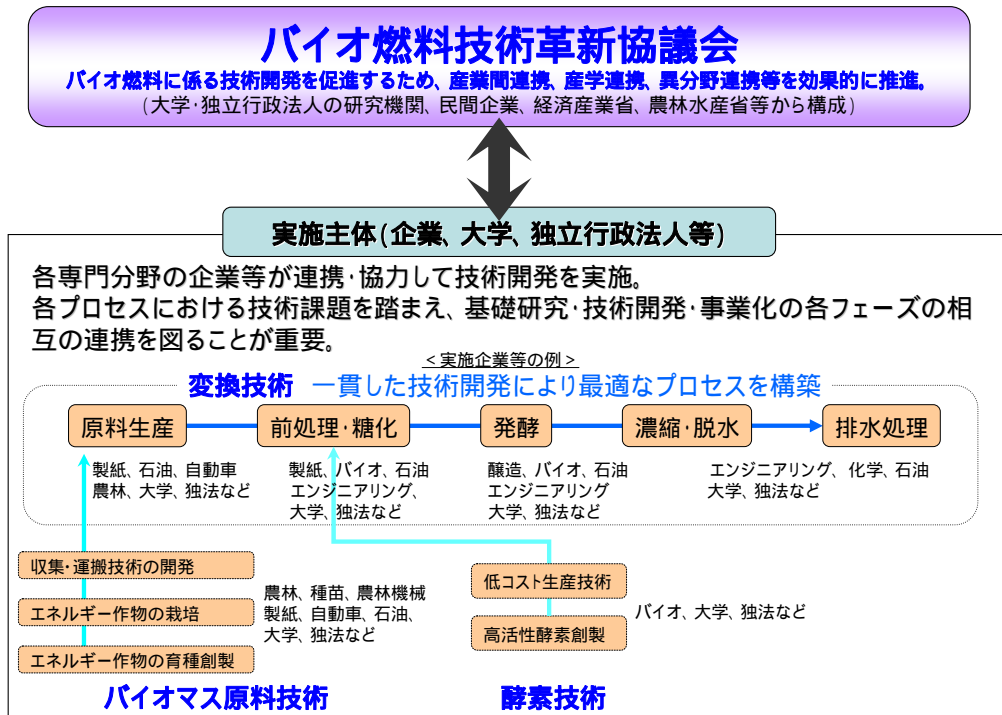 バイオ燃料技術革新協議会
バイオ燃料に係る技術開発を促進するため、産業間連携、産学連携、異分野連携等を効果的に推進。
(大学・独立行政法人の研究機関、民間企業、経済産業省、農林水産省等から構成)
実施主体(企業、大学、独立行政法人等)
各専門分野の企業等が連携・協力して技術開発を実施。
各プロセスにおける技術課題を踏まえ、基礎研究・技術開発・事業化の各フェーズの相
互の連携を図ることが重要。
<実施企業等の例>
変換技術 一貫した技術開発により最適なプロセスを構築
原料生産
前処理・糖化
発酵
濃縮・脱水
排水処理
製紙、石油、自動車
農林、大学、独法など
製紙、バイオ、石油
エンジニアリング、
大学、独法など
醸造、バイオ、石油
エンジニアリング
大学、独法など
エンジニアリング、化学、石油
大学、独法など
収集・運搬技術の開発
エネルギー作物の栽培
エネルギー作物の育種創製
農林、種苗、農林機械
製紙、自動車、石油、
大学、独法など
低コスト生産技術
高活性酵素創製
バイオ、大学、独法など
バイオマス原料技術
酵素技術